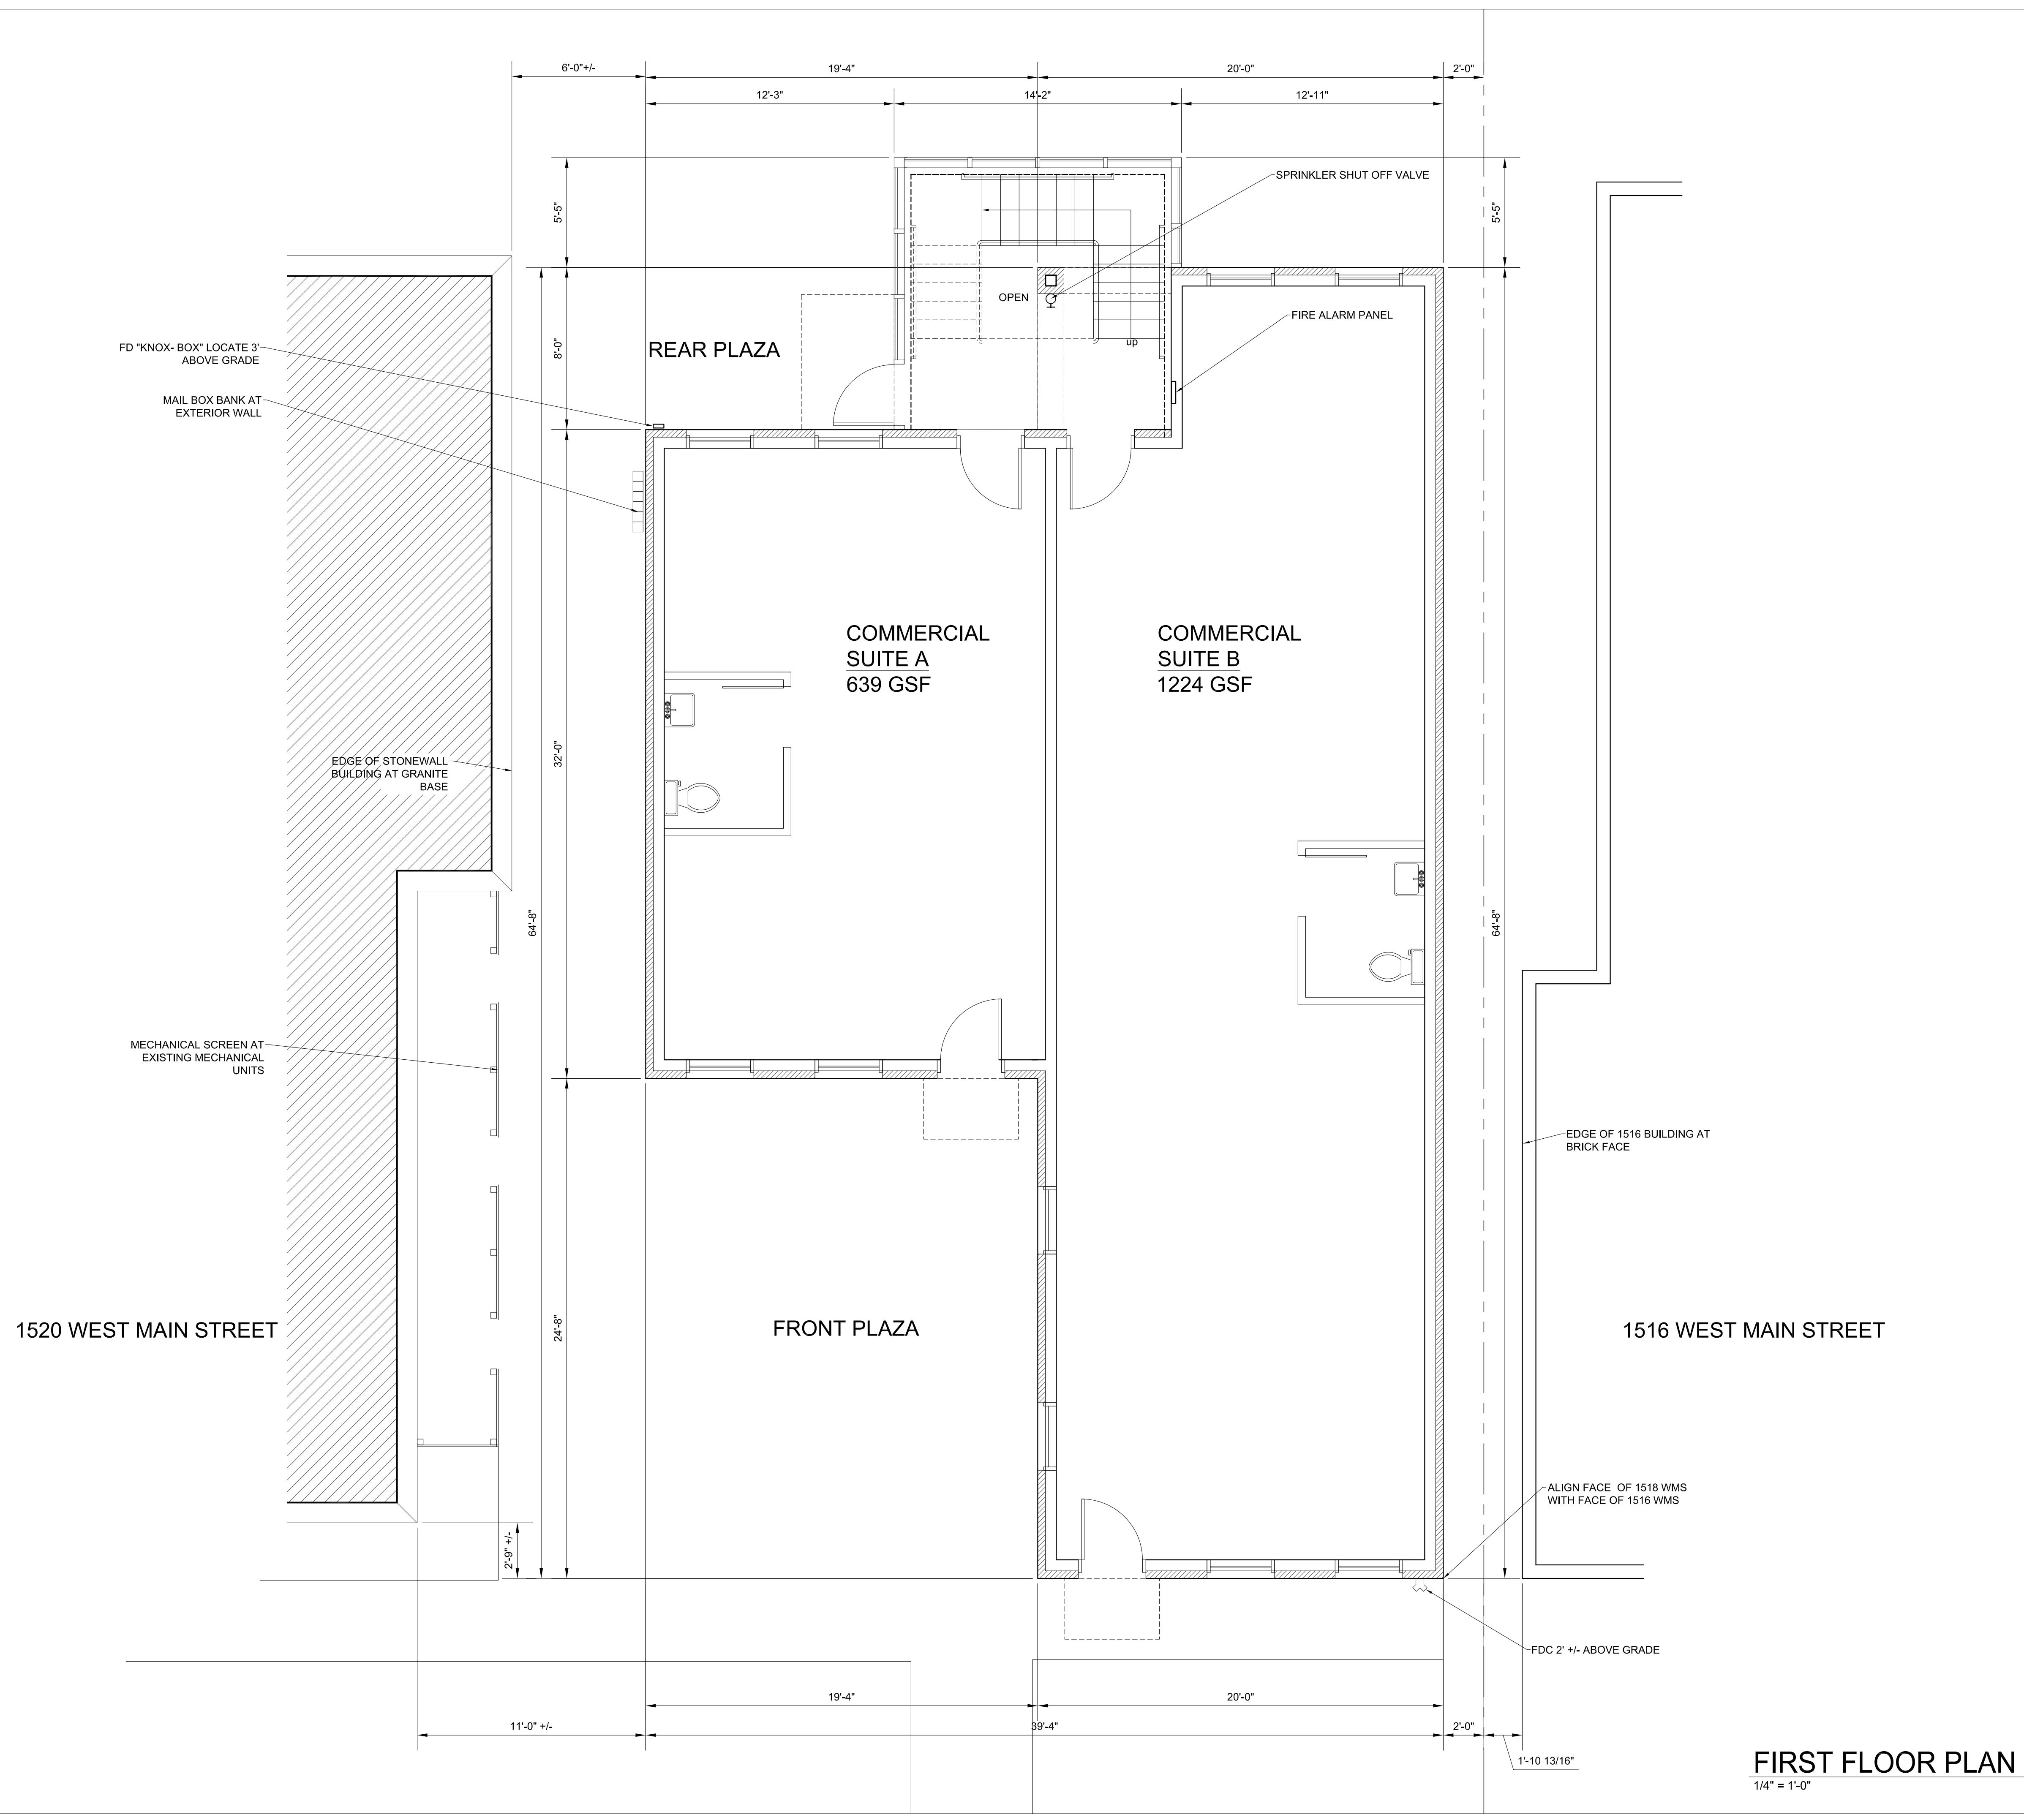 6'-0"+/-
19'-4"
20'-0"
2'-0"
12'-3"
14'-2"
12'-11"
SPRINKLER SHUT OFF VALVE
5'-5"
5'-5"
OPEN
FIRE ALARM PANEL
up
8'-0"
REAR PLAZA
FD "KNOX- BOX" LOCATE 3'
ABOVE GRADE
MAIL BOX BANK AT
EXTERIOR WALL
COMMERCIAL
SUITE A
639 GSF
COMMERCIAL
SUITE B
1224 GSF
EDGE OF STONEWALL
BUILDING AT GRANITE
BASE
32'-0"
64'-8"
64'-8"
MECHANICAL SCREEN AT
EXISTING MECHANICAL
UNITS
EDGE OF 1516 BUILDING AT
BRICK FACE
1520 WEST MAIN STREET
24'-8"
FRONT PLAZA
1516 WEST MAIN STREET
ALIGN FACE OF 1518 WMS
WITH FACE OF 1516 WMS
2'-9" +/-
FDC 2' +/- ABOVE GRADE
19'-4"
20'-0"
11'-0" +/-
39'-4"
2'-0"
1'-10 13/16"
FIRST FLOOR PLAN
1/4" = 1'-0"